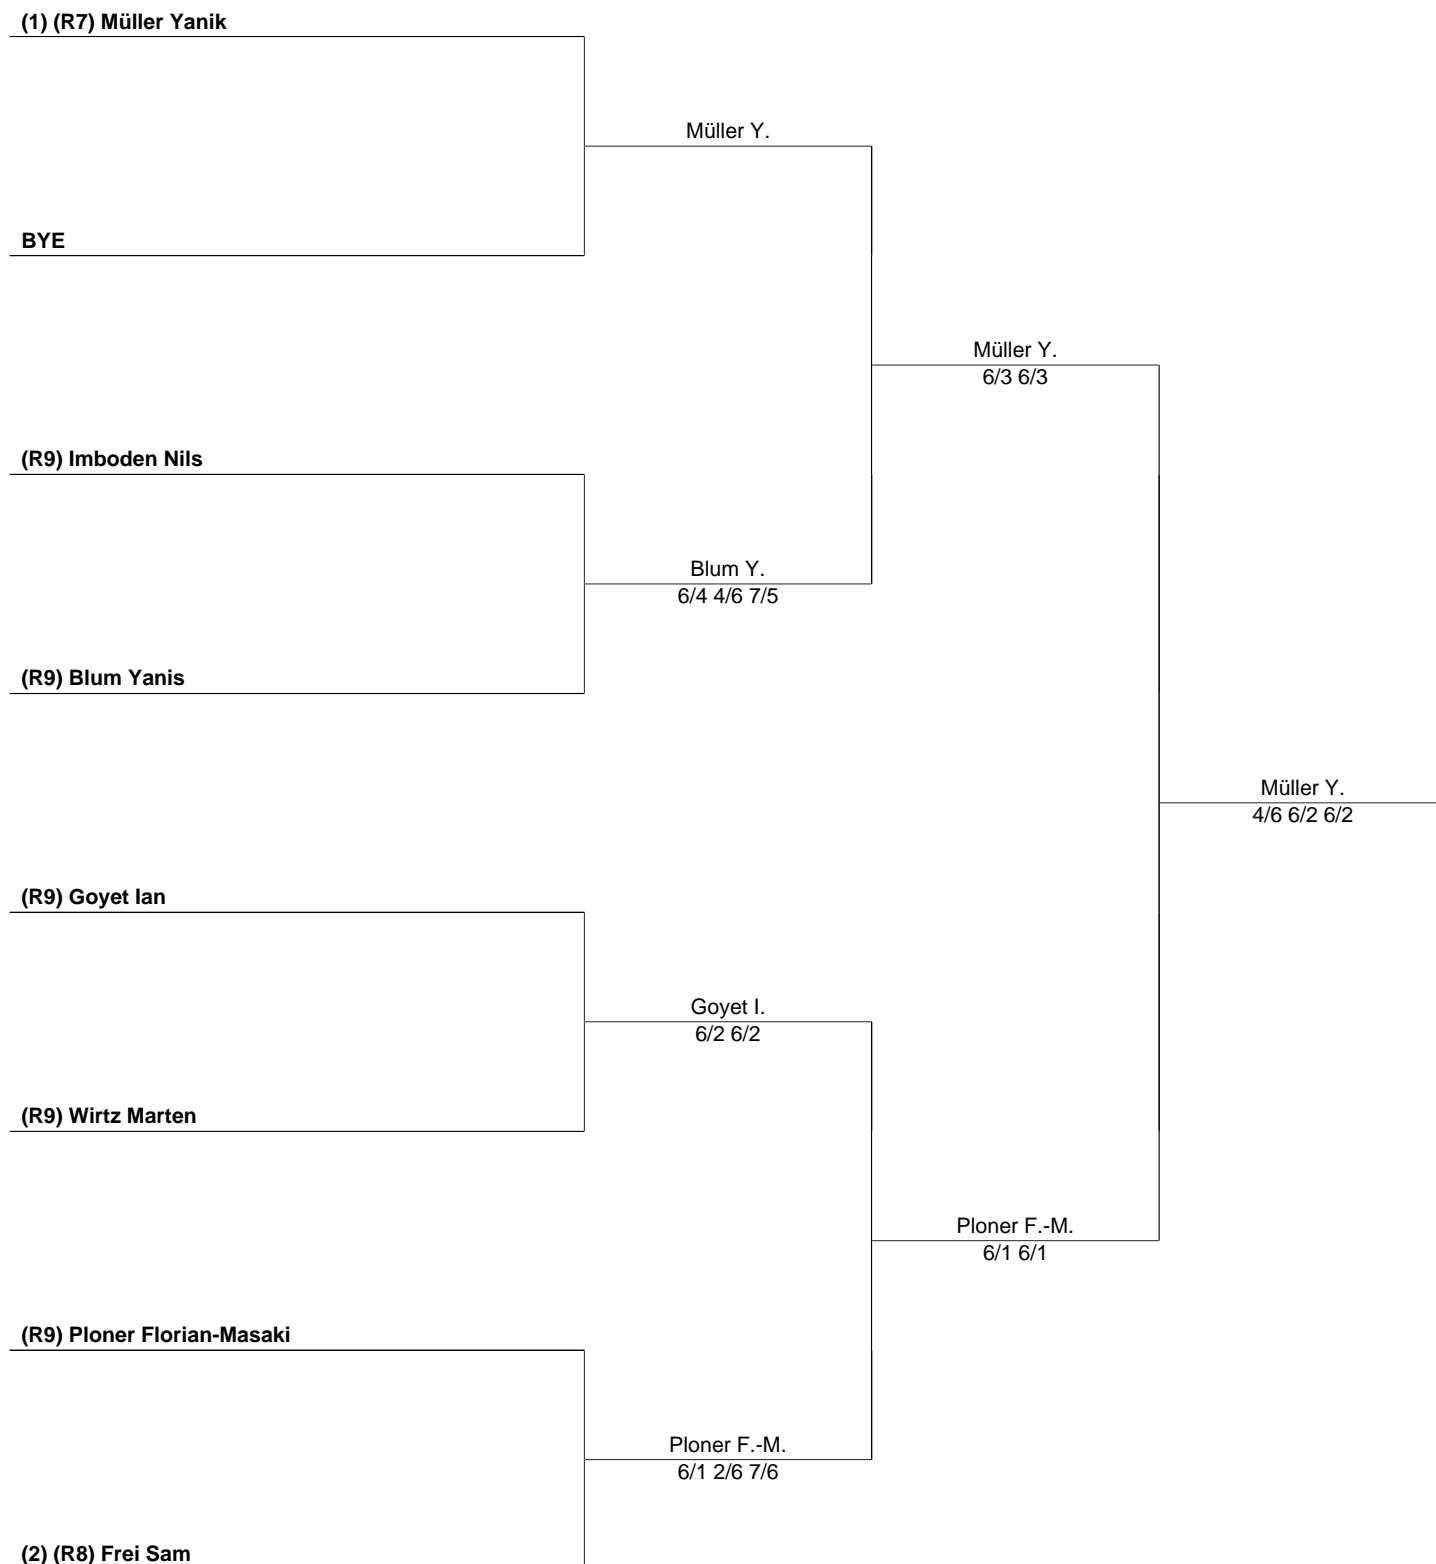 (1) (R7) Müller Yanik
Müller Y.
BYE
Müller Y.
6/3 6/3
(R9) Imboden Nils
Blum Y.
6/4 4/6 7/5
(R9) Blum Yanis
Müller Y.
4/6 6/2 6/2
(R9) Goyet Ian
Goyet I.
6/2 6/2
(R9) Wirtz Marten
Ploner F.-M.
6/1 6/1
(R9) Ploner Florian-Masaki
Ploner F.-M.
6/1 2/6 7/6
(2) (R8) Frei Sam